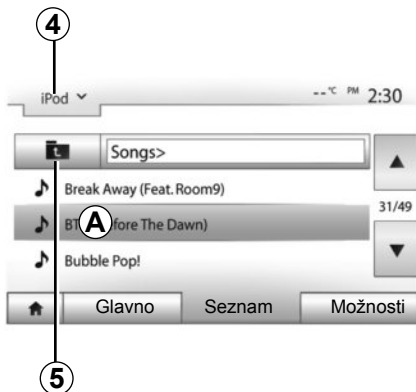 4
iPod --°C PM 2:30
Songs>
Break Away (Feat. Room9)
31/49
A fore The Dawn)
Bubble Pop!
Glavno Seznam Možnosti
5